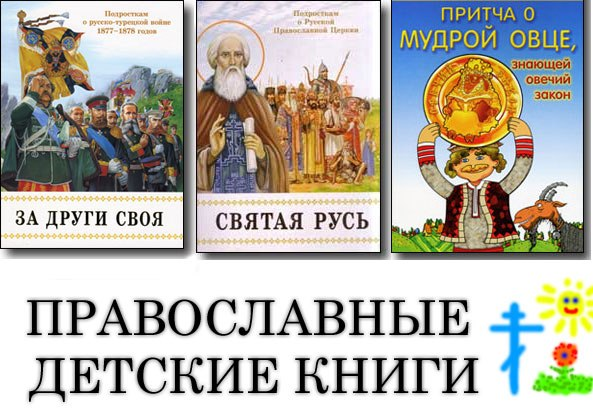 Подросткам
о русско-турецкой войне
1877–1878 годов
ЗА ДРУГИ СВОЯ
Подросткам
о Русской
Православной Церкви
СВЯТАЯ РУСЬ
ПРИТЧА О
МУДРОЙ ОВЦЕ,
знающей
овечий
закон
ПРАВОСЛАВНЫЕ
ДЕТСКИЕ КНИГИ